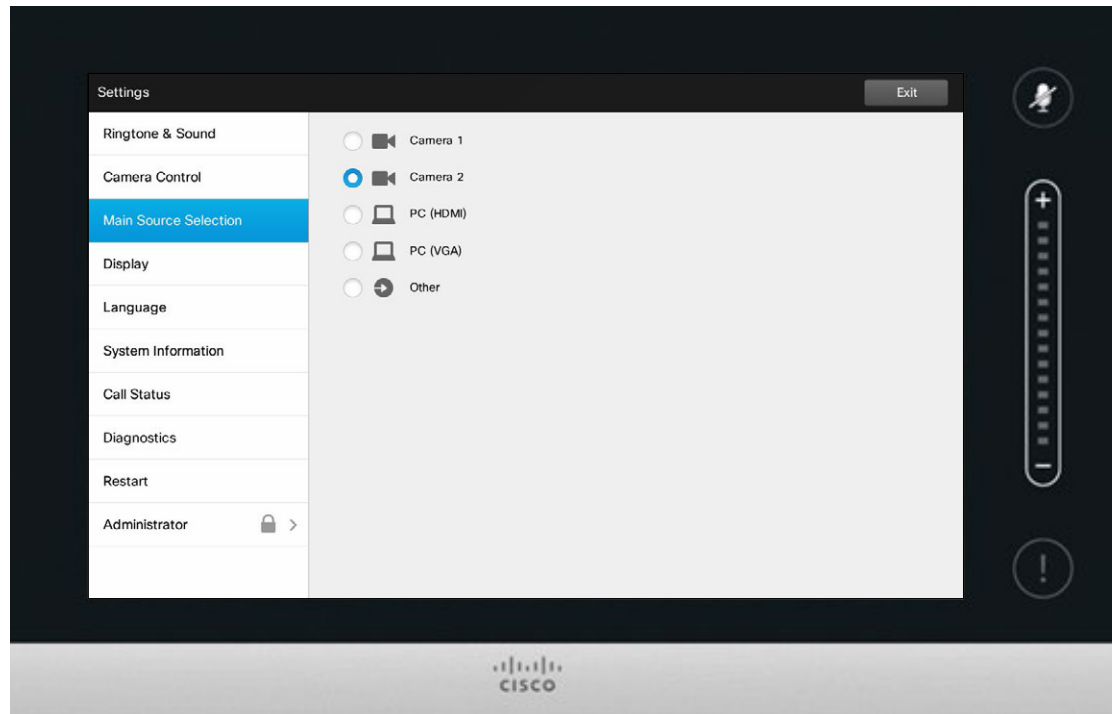 Settings
Exit
Ringtone & Sound
Camera Control
Main Source Selection
Display
Language
System Information
Call Status
Diagnostics
Restart
Administrator
Camera 1
Camera 2
PC (HDMI)
PC (VGA)
Other
+
−
!
CISCO